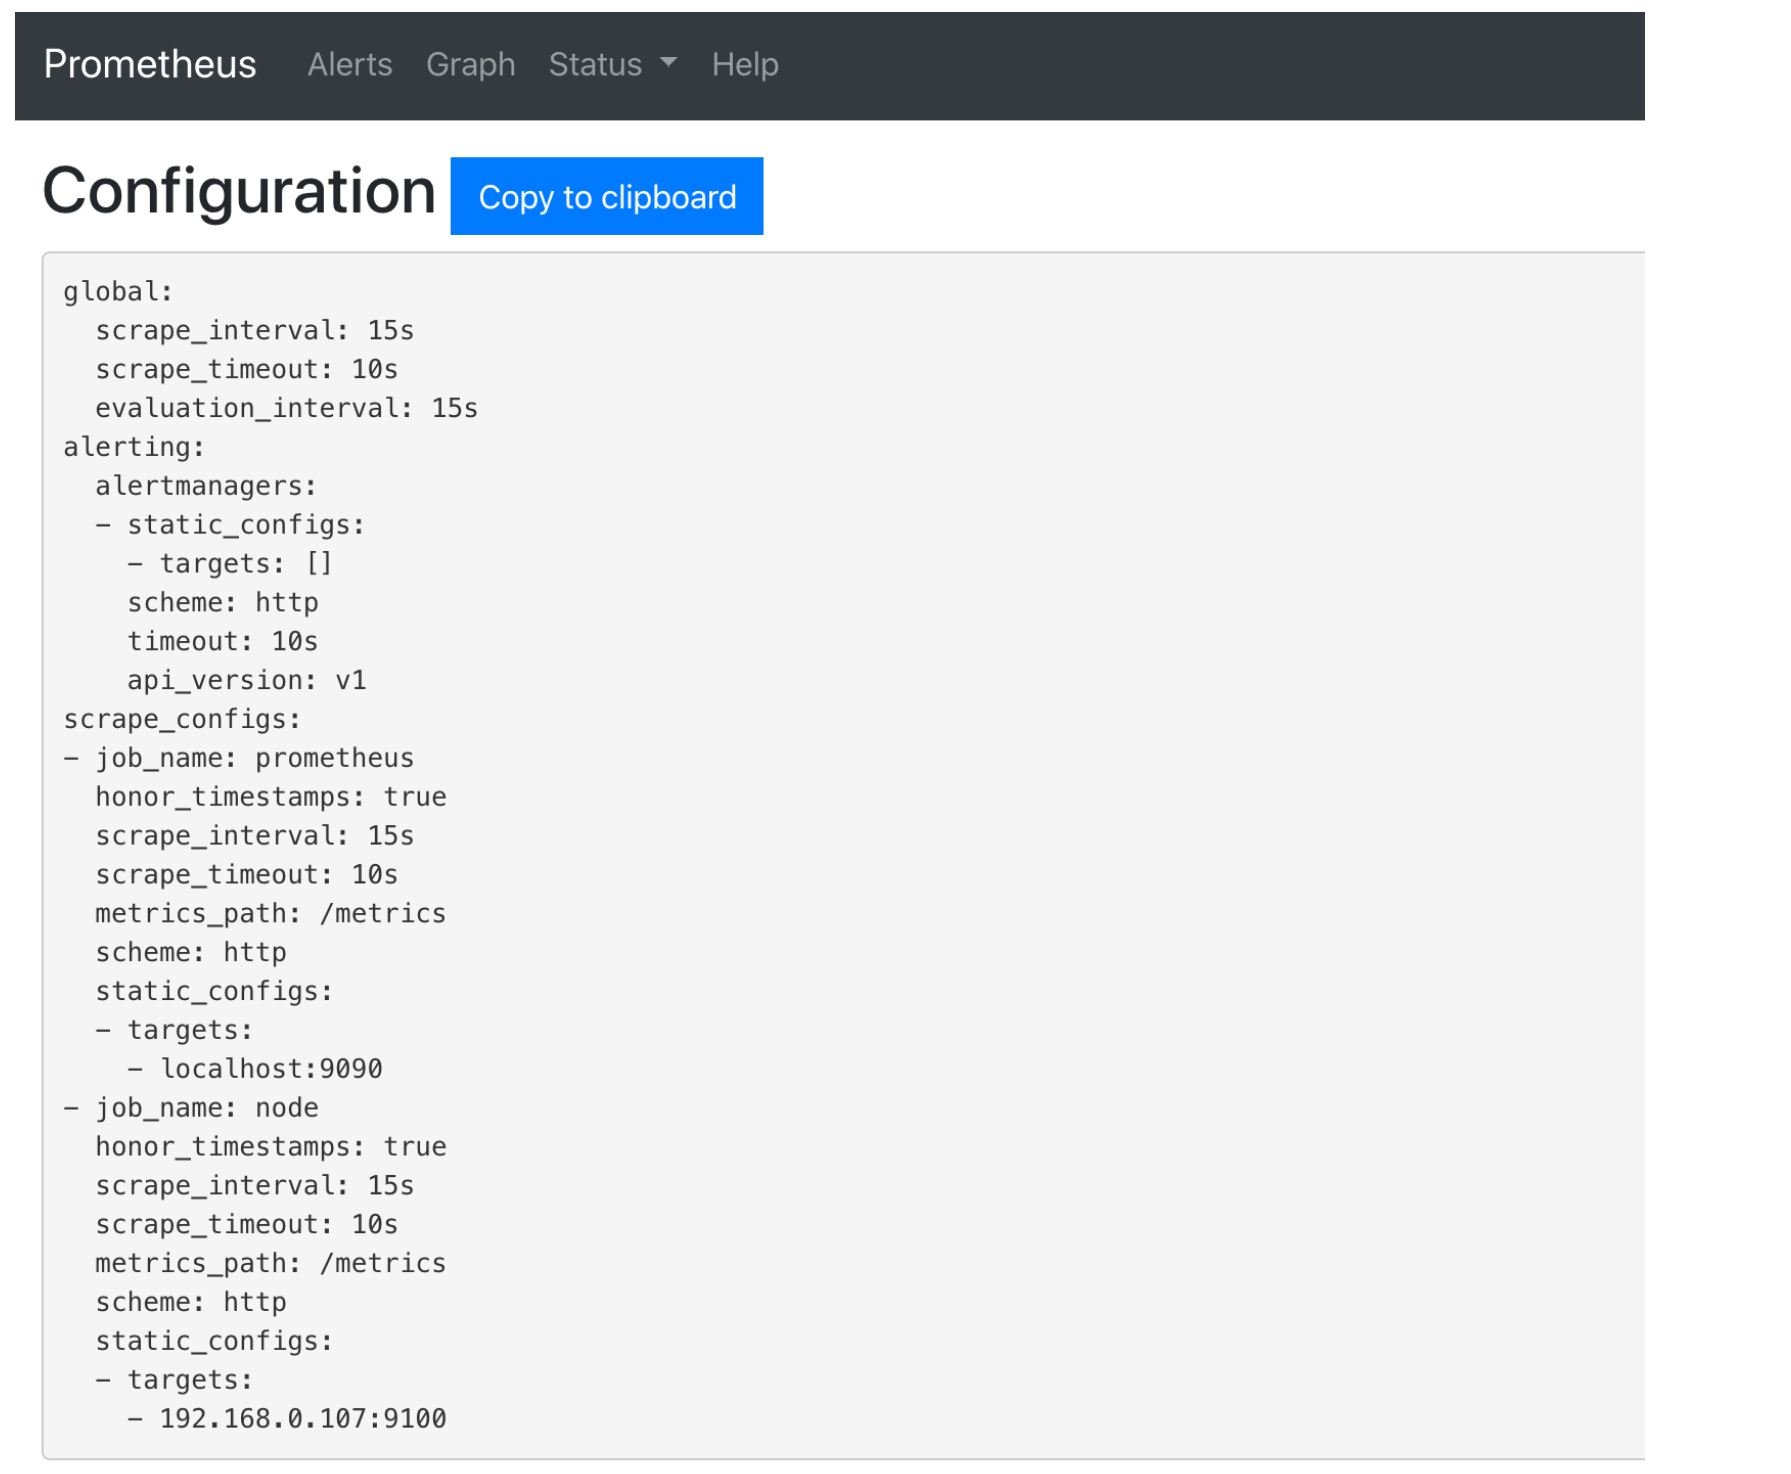 Prometheus Alerts Graph Status Help
Configuration Copy to clipboard
global:
  scrape_interval: 15s
  scrape_timeout: 10s
  evaluation_interval: 15s
alerting:
  alertmanagers:
  - static_configs:
    - targets: []
    scheme: http
    timeout: 10s
    api_version: v1
scrape_configs:
- job_name: prometheus
  honor_timestamps: true
  scrape_interval: 15s
  scrape_timeout: 10s
  metrics_path: /metrics
  scheme: http
  static_configs:
  - targets:
    - localhost:9090
- job_name: node
  honor_timestamps: true
  scrape_interval: 15s
  scrape_timeout: 10s
  metrics_path: /metrics
  scheme: http
  static_configs:
  - targets:
    - 192.168.0.107:9100